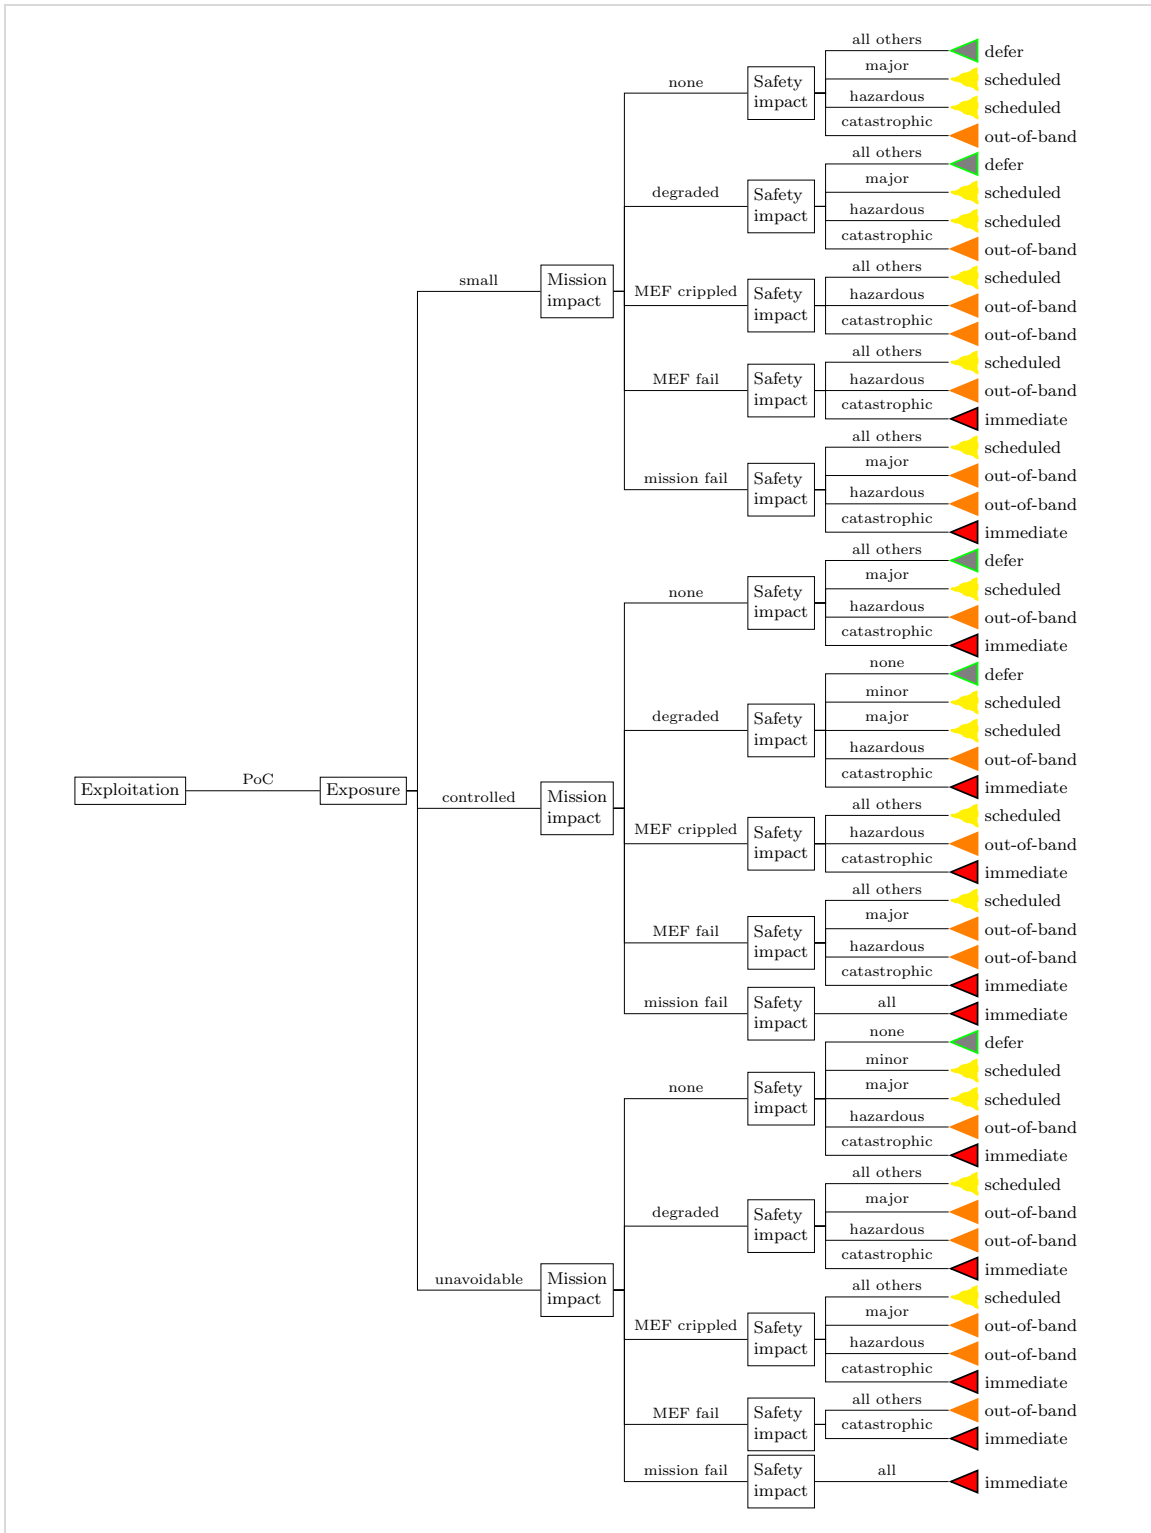 all others
defer
major
scheduled
none
Safety
impact
hazardous
scheduled
catastrophic
out-of-band
all others
defer
major
scheduled
degraded
Safety
impact
hazardous
scheduled
catastrophic
out-of-band
small
Mission
impact
all others
scheduled
MEF crippled
Safety
impact
hazardous
out-of-band
catastrophic
out-of-band
all others
scheduled
MEF fail
Safety
impact
hazardous
out-of-band
catastrophic
immediate
all others
scheduled
major
out-of-band
mission fail
Safety
impact
hazardous
out-of-band
catastrophic
immediate
all others
defer
major
scheduled
none
Safety
impact
hazardous
out-of-band
catastrophic
immediate
none
defer
minor
scheduled
degraded
Safety
impact
major
scheduled
hazardous
out-of-band
catastrophic
immediate
Exploitation
PoC
Exposure
controlled
Mission
impact
all others
scheduled
MEF crippled
Safety
impact
hazardous
out-of-band
catastrophic
immediate
all others
scheduled
major
out-of-band
MEF fail
Safety
impact
hazardous
out-of-band
catastrophic
immediate
mission fail
Safety
impact
all
immediate
none
defer
minor
scheduled
none
Safety
impact
major
scheduled
hazardous
out-of-band
catastrophic
immediate
all others
scheduled
major
out-of-band
degraded
Safety
impact
hazardous
out-of-band
catastrophic
immediate
unavoidable
Mission
impact
all others
scheduled
major
out-of-band
MEF crippled
Safety
impact
hazardous
out-of-band
catastrophic
immediate
all others
out-of-band
MEF fail
Safety
impact
catastrophic
immediate
mission fail
Safety
impact
all
immediate